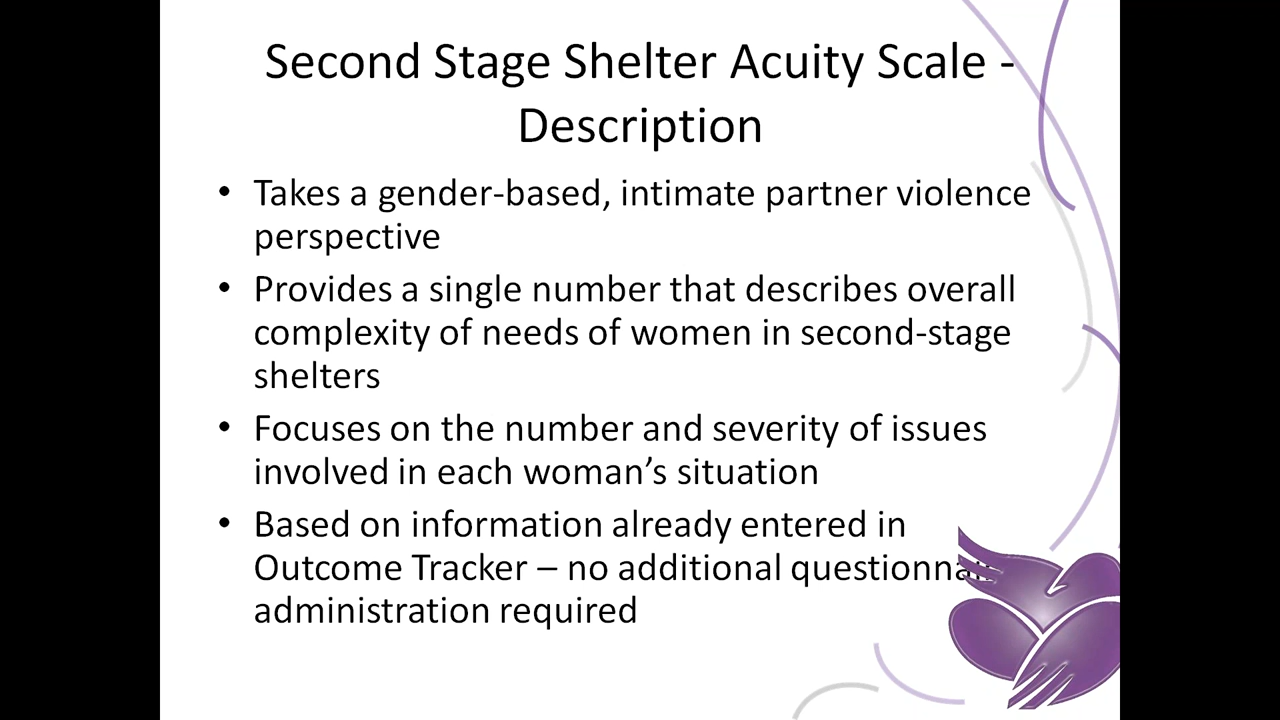 Second Stage Shelter Acuity Scale -
Description
• Takes a gender-based, intimate partner violence
perspective
• Provides a single number that describes overall
complexity of needs of women in second-stage
shelters
• Focuses on the number and severity of issues
involved in each woman’s situation
• Based on information already entered in
Outcome Tracker – no additional
administration required